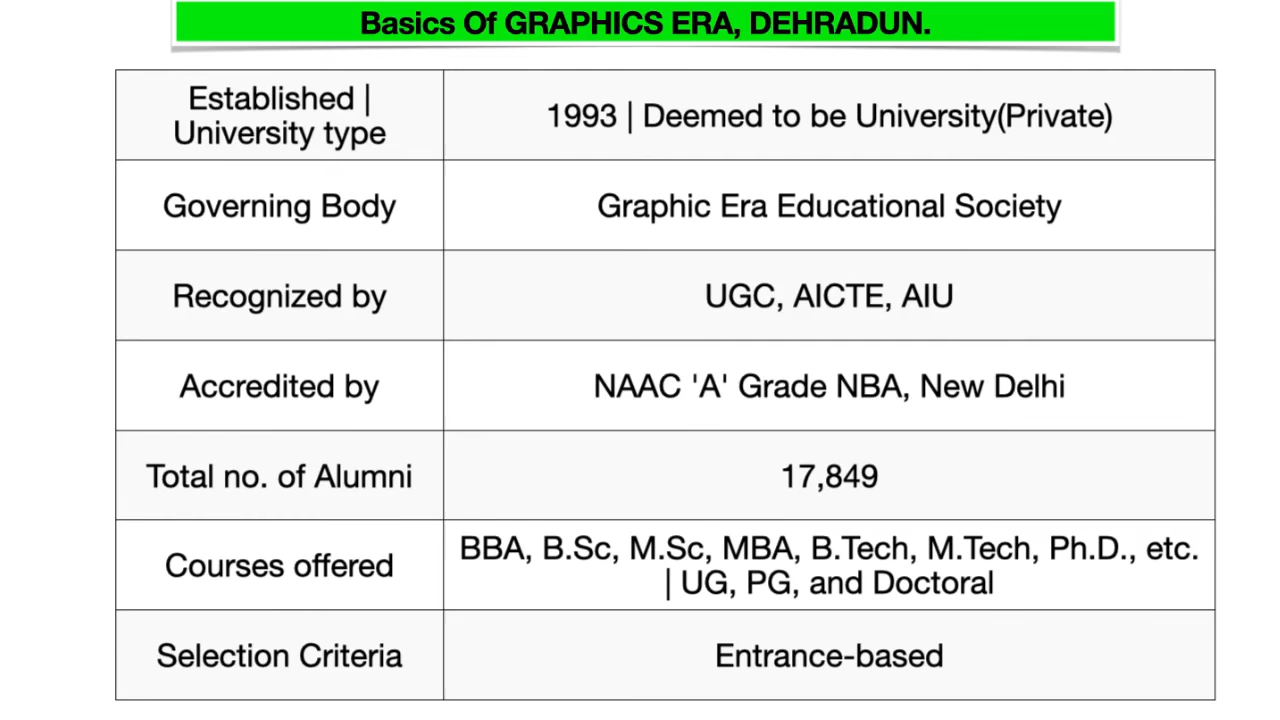 Basics Of GRAPHICS ERA, DEHRADUN.
Established |
University type
1993 | Deemed to be University(Private)
Governing Body
Graphic Era Educational Society
Recognized by
UGC, AICTE, AIU
Accredited by
NAAC 'A' Grade NBA, New Delhi
Total no. of Alumni
17,849
Courses offered
BBA, B.Sc, M.Sc, MBA, B.Tech, M.Tech, Ph.D., etc.
| UG, PG, and Doctoral
Selection Criteria
Entrance-based